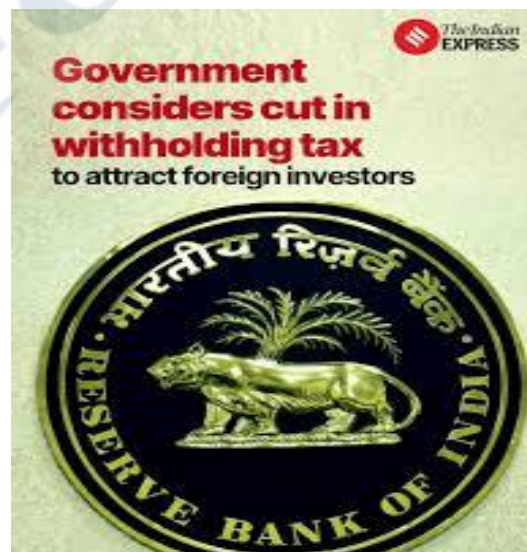 The Indian
EXPRESS
Government
considers cut in
withholding tax
to attract foreign investors
भारतीय रिज़र्व बैंक
RESERVE BANK OF INDIA